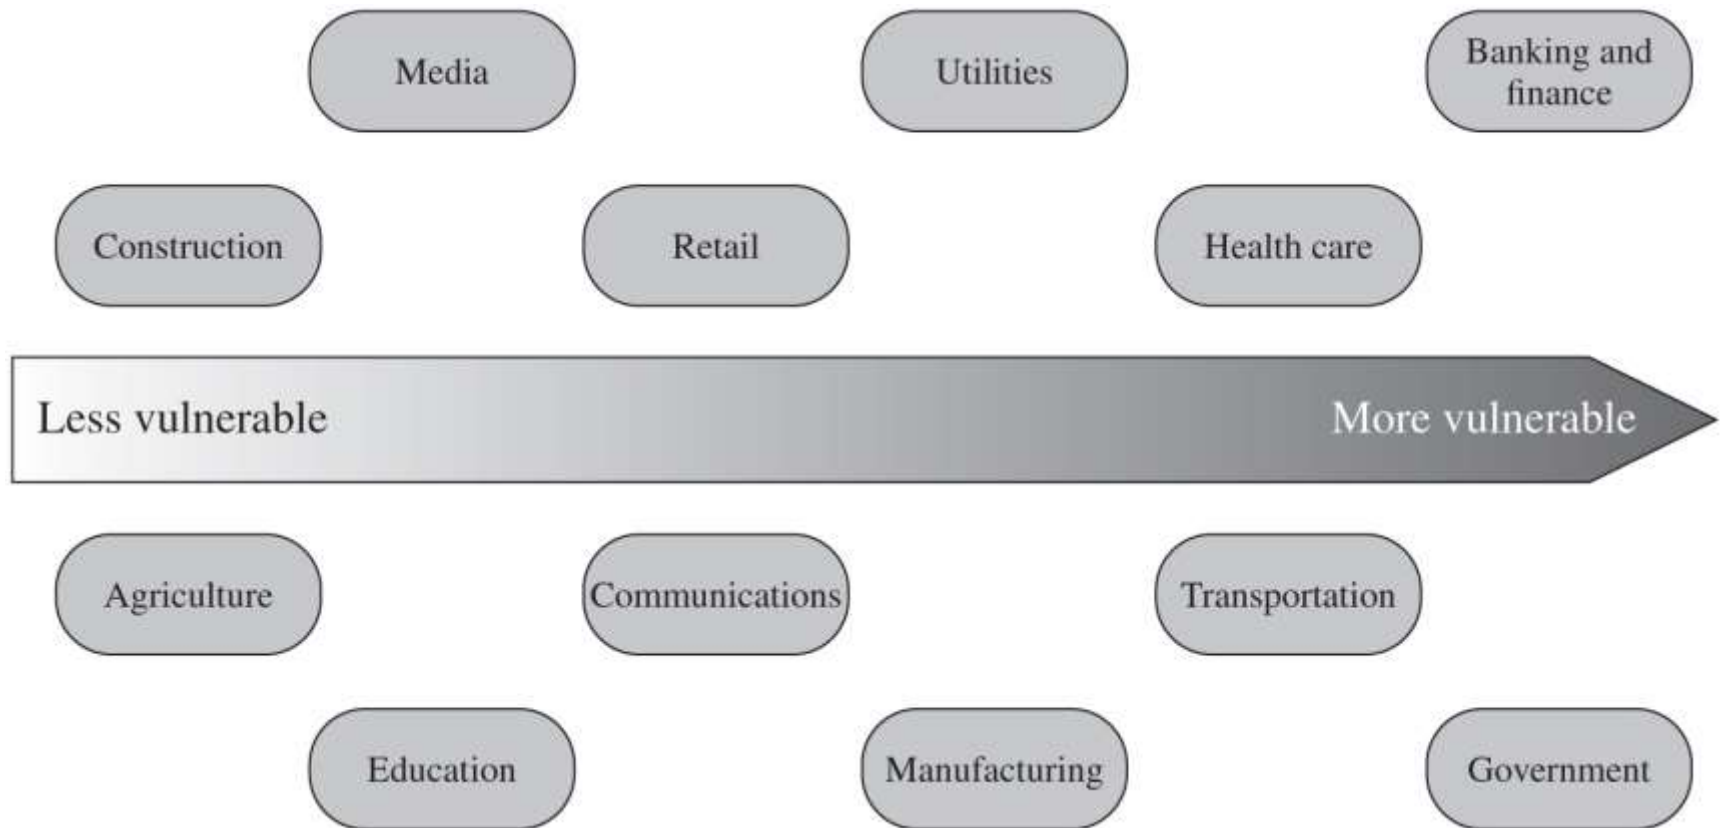 Media
Utilities
Banking and
finance
Construction
Retail
Health care
Less vulnerable
More vulnerable
Agriculture
Communications
Transportation
Education
Manufacturing
Government